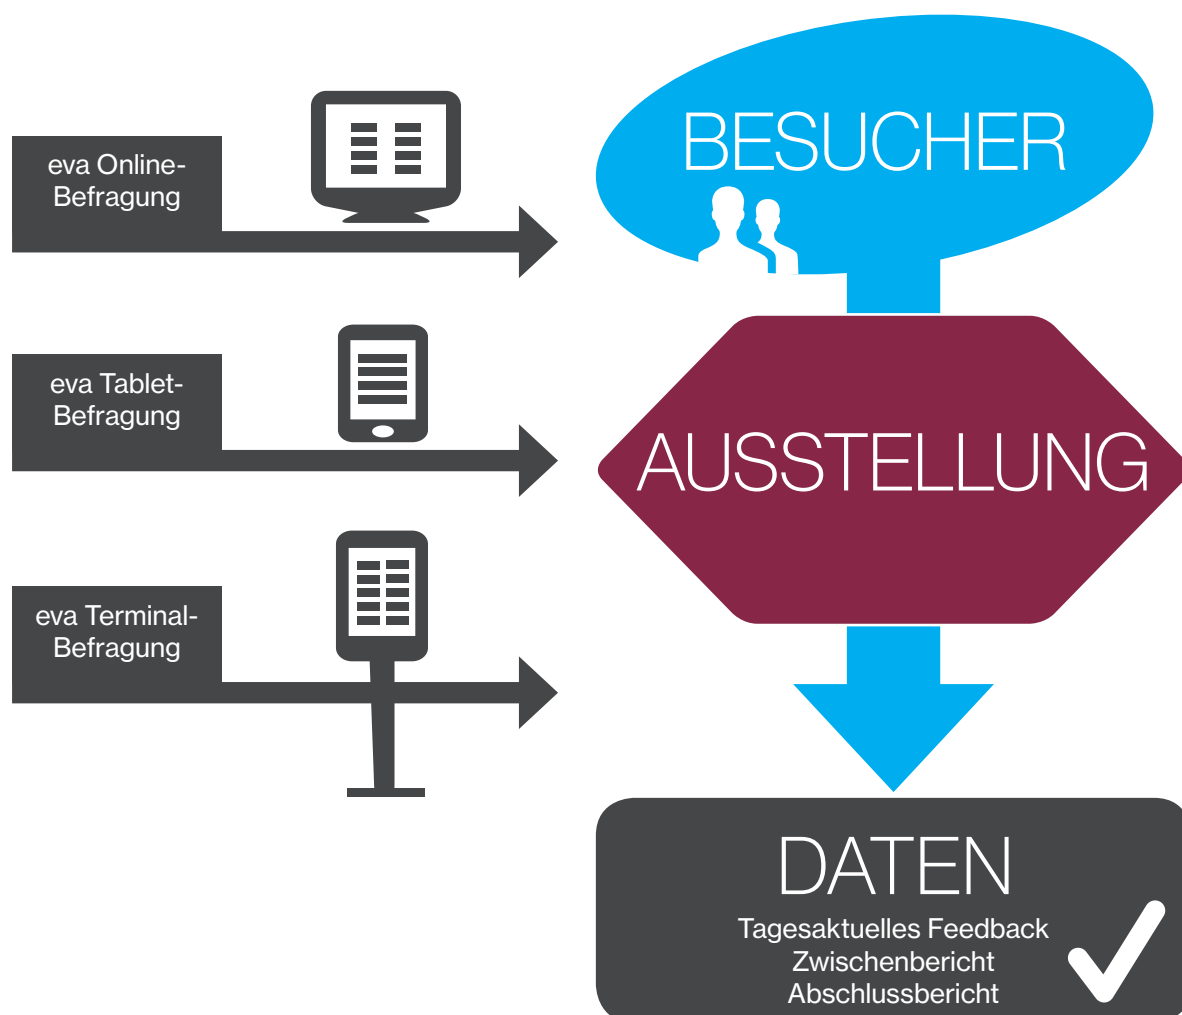 eva Online-
Befragung
eva Tablet-
Befragung
eva Terminal-
Befragung
BESUCHER
AUSSTELLUNG
DATEN
Tagesaktuelles Feedback
Zwischenbericht
Abschlussbericht